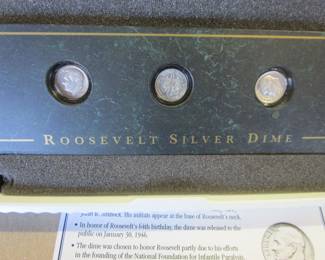 ROOSEVELT SILVER DIME
His initials appear at the base of Roosevelt's neck.
• In honor of Roosevelt's 64th birthday, the dime was released to the
public on January 30, 1946.
• The dime was chosen to honor Roosevelt partly due to his efforts
in the founding of the National Foundation for Infantile Paralysis